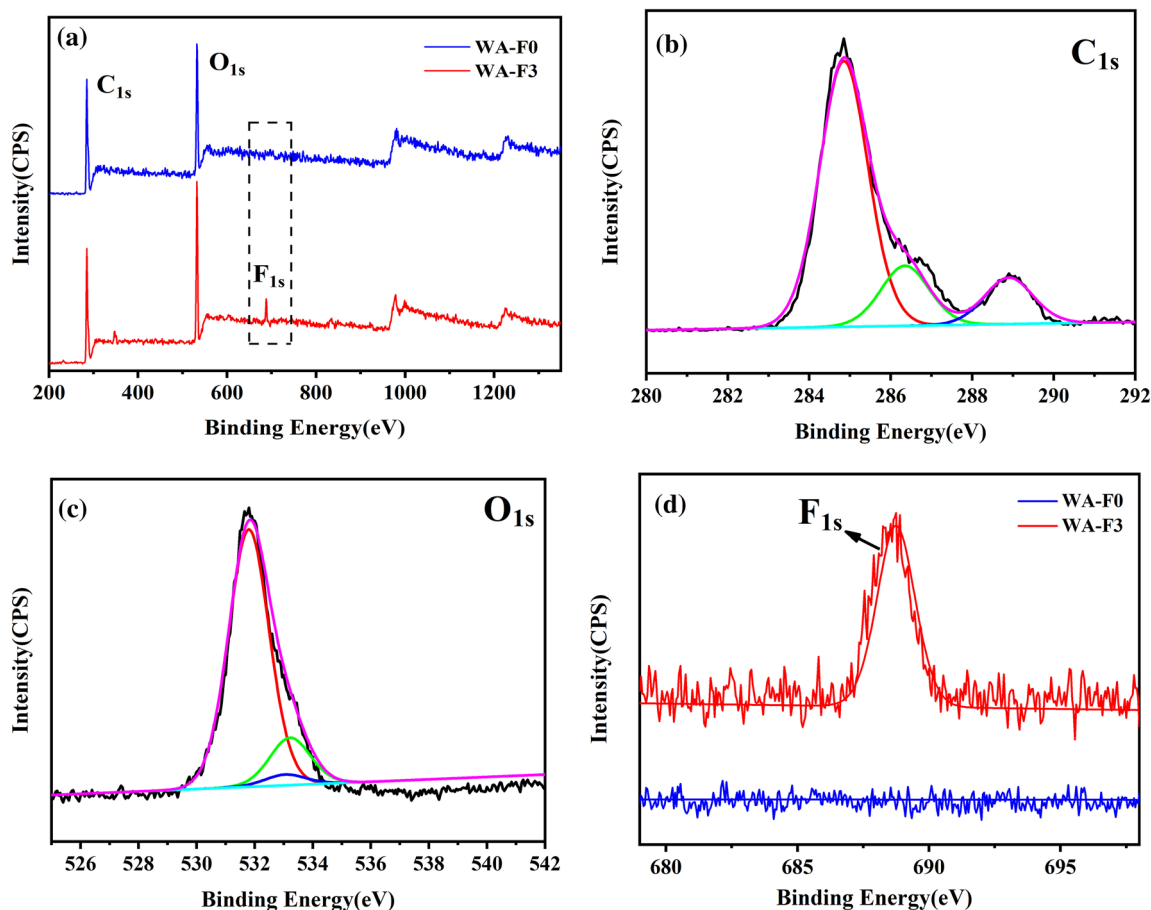 (a)
WA-F0
WA-F3
C1s
O1s
F1s
Intensity(CPS)
200 400 600 800 1000 1200
Binding Energy(eV)
(b)
C1s
Intensity(CPS)
280 282 284 286 288 290 292
Binding Energy(eV)
(c)
O1s
Intensity(CPS)
526 528 530 532 534 536 538 540 542
Binding Energy(eV)
(d)
WA-F0
WA-F3
F1s
Intensity(CPS)
680 685 690 695
Binding Energy(eV)